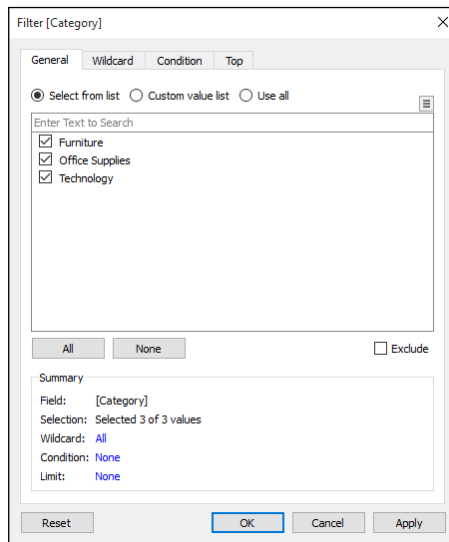 Filter [Category]
General Wildcard Condition Top
Select from list Custom value list Use all
Enter Text to Search
Furniture
Office Supplies
Technology
All None Exclude
Summary
Field: [Category]
Selection: Selected 3 of 3 values
Wildcard: All
Condition: None
Limit: None
Reset OK Cancel Apply